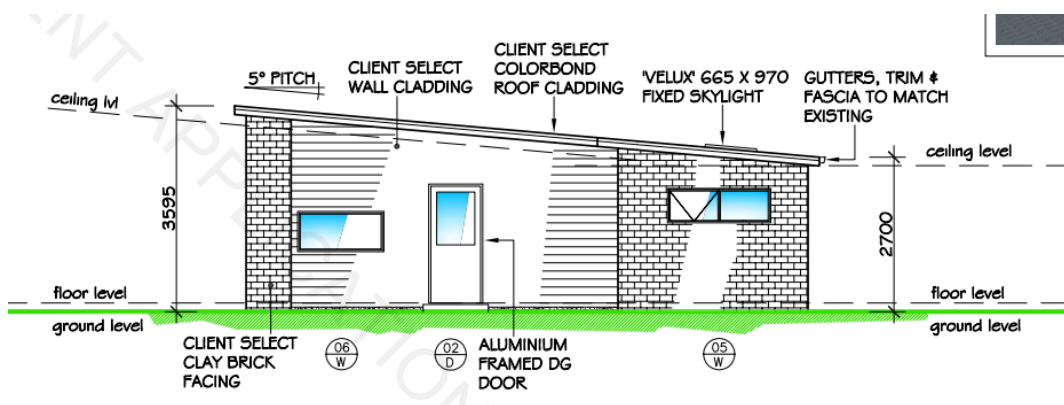 5° PITCH
CLIENT SELECT
WALL CLADDING
CLIENT SELECT
COLORBOND
ROOF CLADDING
'VELUX' 665 X 970
FIXED SKYLIGHT
GUTTERS, TRIM &
FASCIA TO MATCH
EXISTING
ceiling lvl
ceiling level
3595
2700
floor level
ground level
floor level
ground level
CLIENT SELECT
CLAY BRICK
FACING
06
W
02
D
ALUMINIUM
FRAMED DG
DOOR
05
W